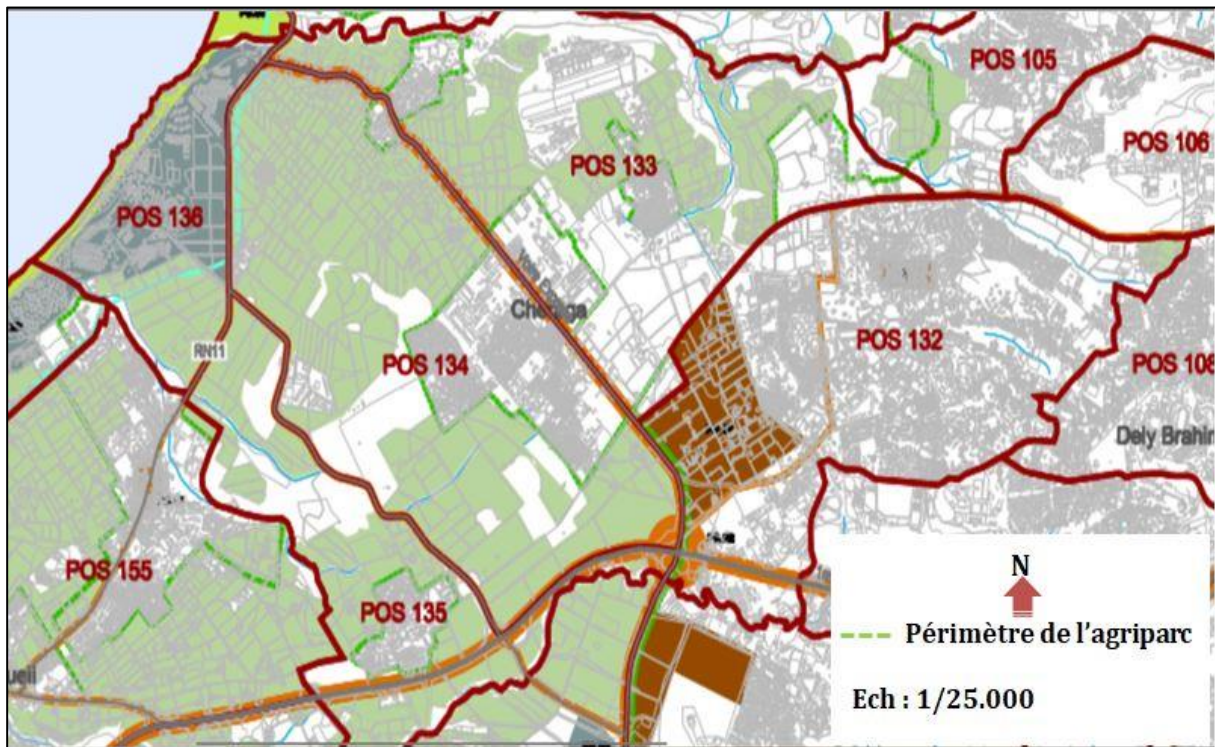 POS 105
POS 106
POS 133
POS 136
Cheraga
RN11
POS 134
POS 132
POS 108
Dely Brahim
POS 155
POS 135
N
Périmètre de l'agriparc
Ech : 1/25.000